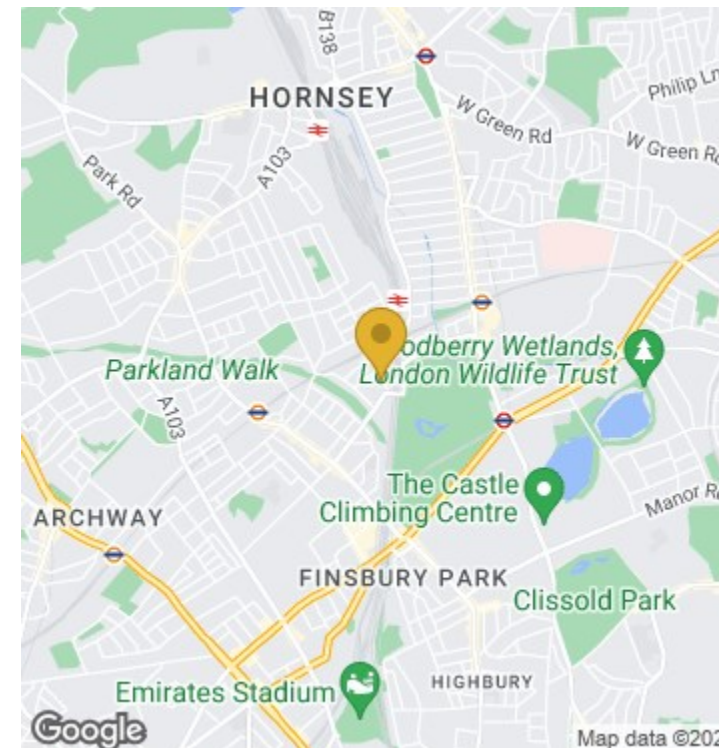 B138
HORNSEY
Philip Ln
W Green Rd
W Green Rd
A103
Park Rd
odberry Wetlands,
London Wildlife Trust
Parkland Walk
A103
The Castle
Climbing Centre
Manor R
ARCHWAY
FINSBURY PARK
Clissold Park
Emirates Stadium
HIGHBURY
Google
Map data ©202